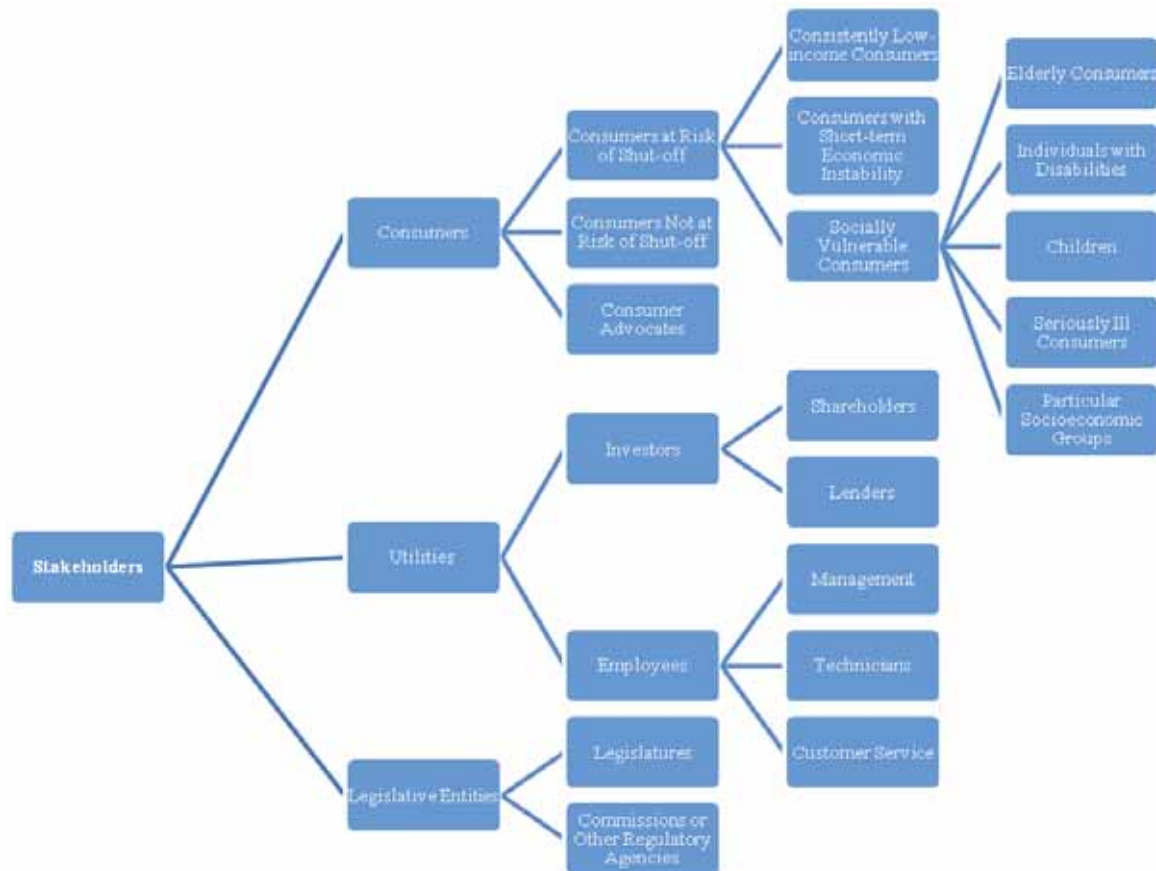 Stakeholders
Consumers
Consumers at Risk
of Shut-off
Consistently Low-
income Consumers
Consumers with
Short-term
Economic
Instability
Socially
Vulnerable
Consumers
Elderly Consumers
Individuals with
Disabilities
Children
Seriously Ill
Consumers
Particular
Socioeconomic
Groups
Consumers Not at
Risk of Shut-off
Consumer
Advocates
Utilities
Investors
Shareholders
Lenders
Employees
Management
Technicians
Customer Service
Legislative Entities
Legislatures
Commissions or
Other Regulatory
Agencies